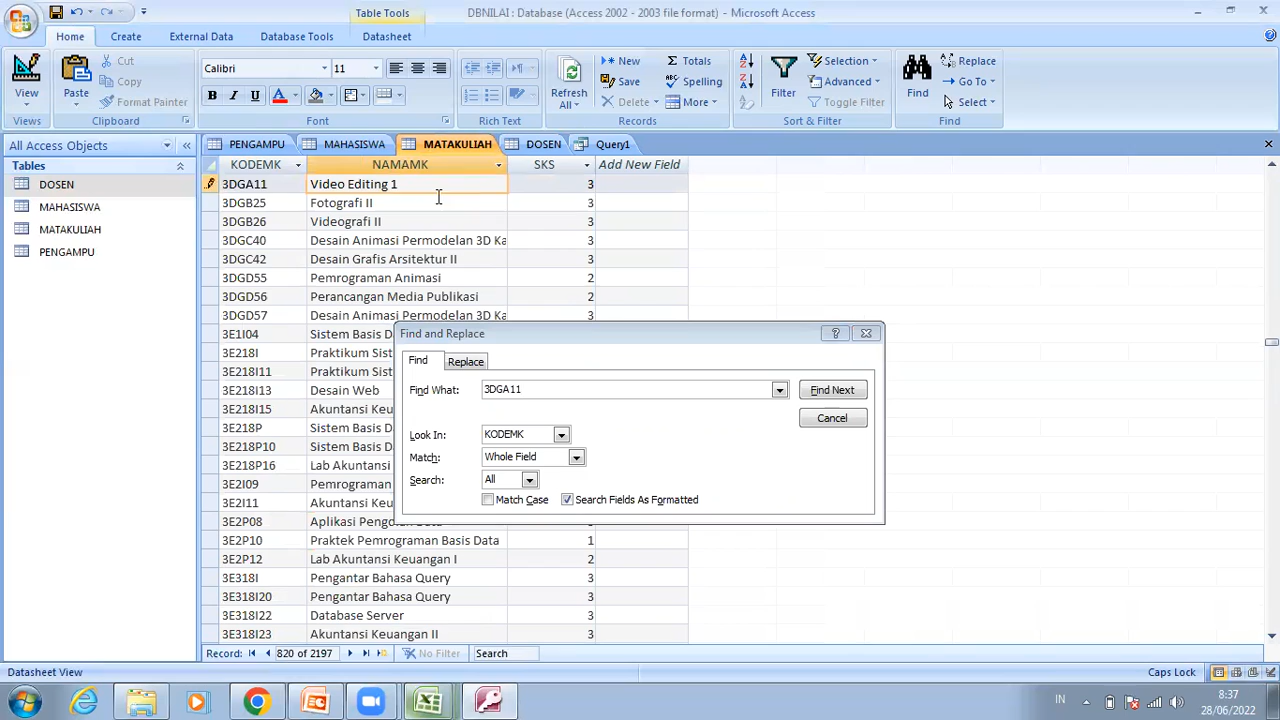 Table Tools
DBNILAI : Database (Access 2002 - 2003 file format) - Microsoft Access
Home Create External Data Database Tools Datasheet
View
Views
Paste
Cut
Copy
Format Painter
Clipboard
Calibri 11
B I U A
Font
Rich Text
Refresh All
New
Save
Delete
Totals
Spelling
More
Records
Filter
Selection
Advanced
Toggle Filter
Sort & Filter
Find
Replace
Go To
Select
Find
All Access Objects
Tables
DOSEN
MAHASISWA
MATAKULIAH
PENGAMPU
PENGAMPU MAHASISWA MATAKULIAH DOSEN Query1
KODEMK NAMAMK SKS Add New Field
3DGA11 Video Editing 1 3
3DGB25 Fotografi II 3
3DGB26 Videografi II 3
3DGC40 Desain Animasi Permodelan 3D Ka 3
3DGC42 Desain Grafis Arsitektur II 3
3DGD55 Pemrograman Animasi 2
3DGD56 Perancangan Media Publikasi 2
3DGD57 Desain Animasi Permodelan 3D Ka 3
3E1I04 Sistem Basis D
3E218I Praktikum Sist
3E218I11 Praktikum Sist
3E218I13 Desain Web
3E218I15 Akuntansi Keu
3E218P Sistem Basis D
3E218P10 Sistem Basis D
3E218P16 Lab Akuntansi
3E2I09 Pemrograman
3E2I11 Akuntansi Keu
3E2P08 Aplikasi Pengol
3E2P10 Praktek Pemrograman Basis Data 1
3E2P12 Lab Akuntansi Keuangan I 2
3E318I Pengantar Bahasa Query 3
3E318I20 Pengantar Bahasa Query 3
3E318I22 Database Server 3
3E318I23 Akuntansi Keuangan II 3
Find and Replace
Find Replace
Find What: 3DGA11 Find Next
Cancel
Look In: KODEMK
Match: Whole Field
Search: All
Match Case Search Fields As Formatted
Record: 820 of 2197 No Filter Search
Datasheet View Caps Lock
IN 8:37
28/06/2022